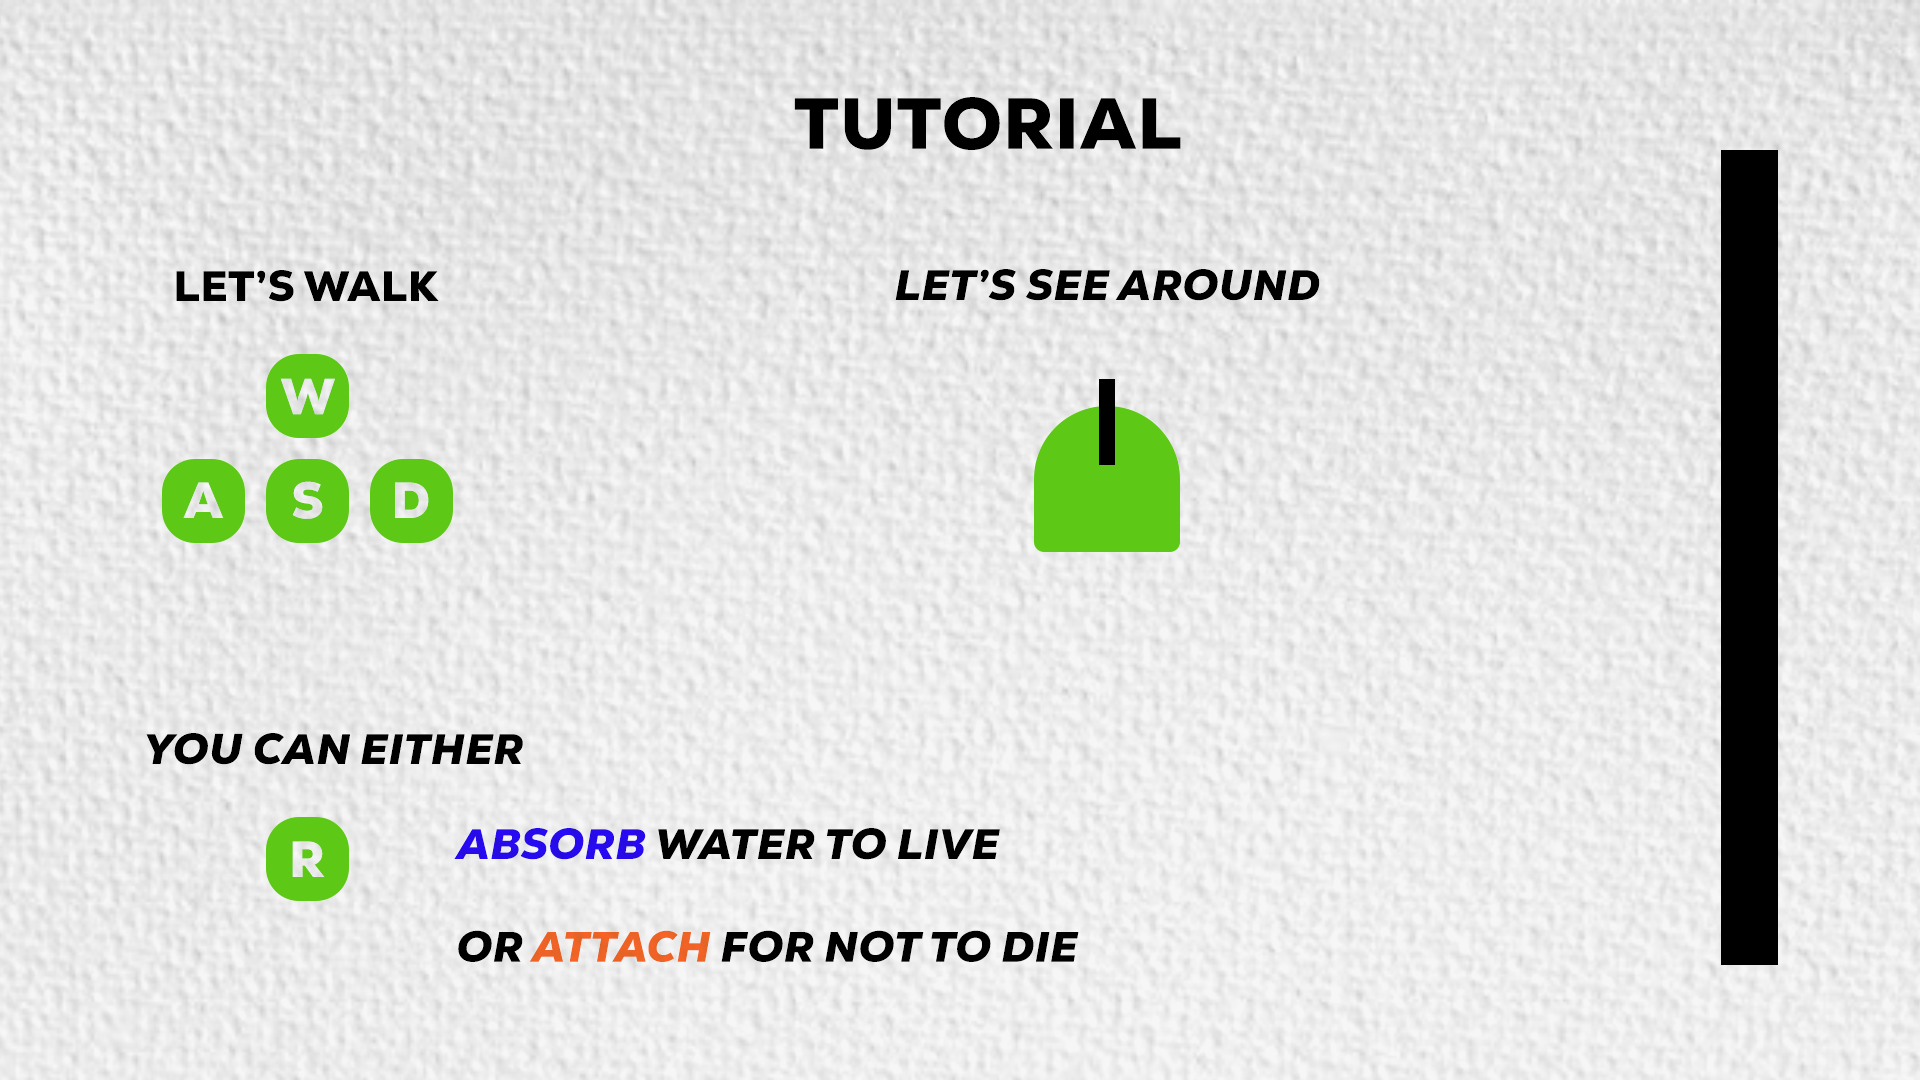 TUTORIAL
LET’S WALK
LET’S SEE AROUND
W
A S D
YOU CAN EITHER
R
ABSORB WATER TO LIVE
OR ATTACH FOR NOT TO DIE